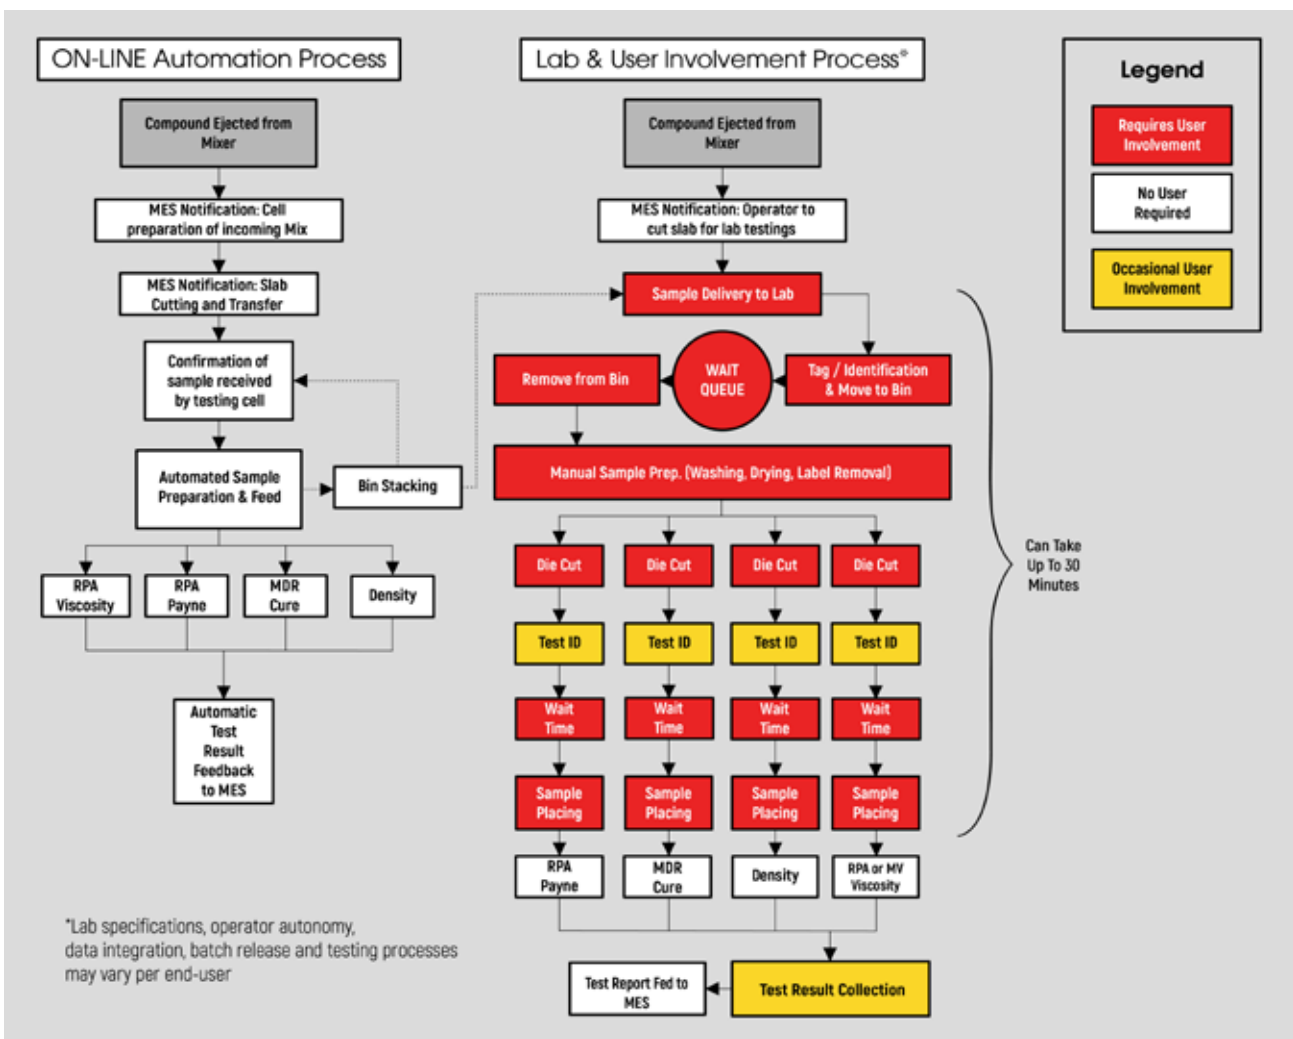 ON-LINE Automation Process
Compound Ejected from
Mixer
MES Notification: Cell
preparation of incoming Mix
MES Notification: Slab
Cutting and Transfer
Confirmation of
sample received
by testing cell
Automated Sample
Preparation & Feed
Bin Stacking
RPA
Viscosity
RPA
Payne
MDR
Cure
Density
Automatic
Test
Result
Feedback
to MES
*Lab specifications, operator autonomy,
data integration, batch release and testing processes
may vary per end-user
Lab & User Involvement Process*
Compound Ejected from
Mixer
MES Notification: Operator to
cut slab for lab testings
Sample Delivery to Lab
Tag / Identification
& Move to Bin
WAIT
QUEUE
Remove from Bin
Manual Sample Prep. (Washing, Drying, Label Removal)
Die Cut
Die Cut
Die Cut
Die Cut
Test ID
Test ID
Test ID
Test ID
Wait
Time
Wait
Time
Wait
Time
Wait
Time
Sample
Placing
Sample
Placing
Sample
Placing
Sample
Placing
RPA
Payne
MDR
Cure
Density
RPA or MV
Viscosity
Test Result Collection
Test Report Fed to
MES
Can Take
Up To 30
Minutes
Legend
Requires User
Involvement
No User
Required
Occasional User
Involvement